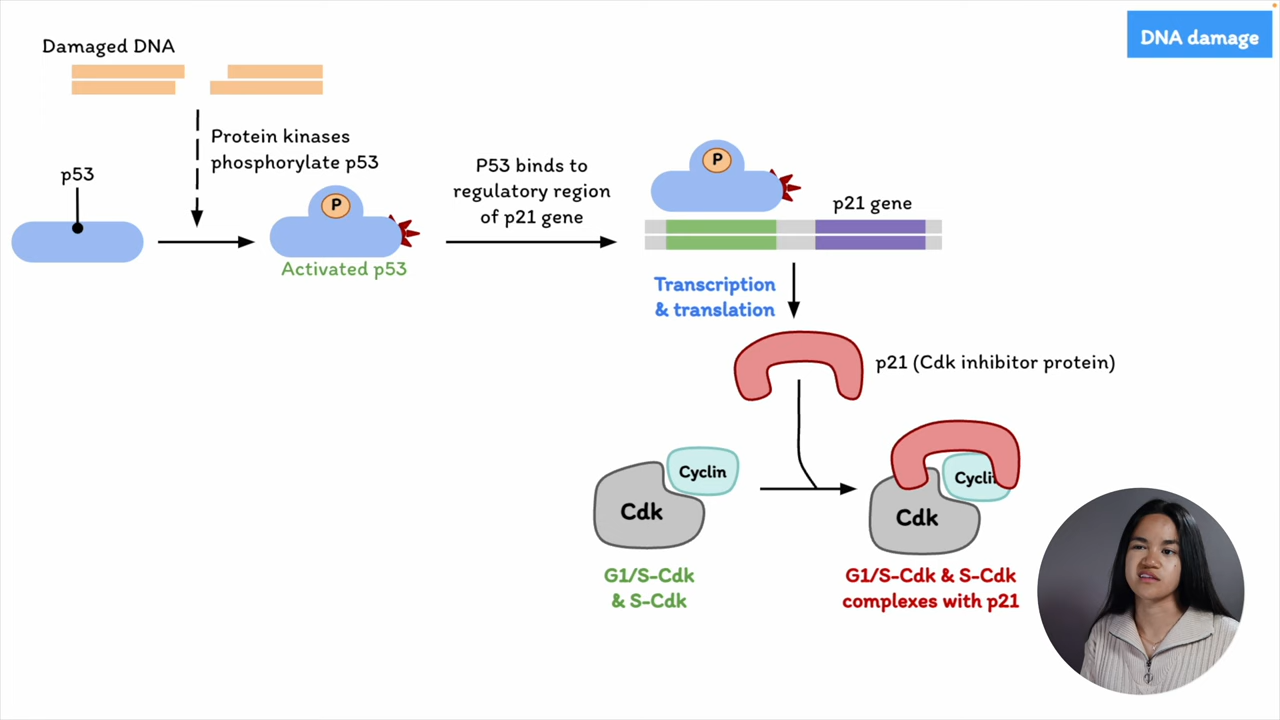 DNA damage
Damaged DNA
Protein kinases
phosphorylate p53
p53
P
Activated p53
P53 binds to
regulatory region
of p21 gene
P
p21 gene
Transcription
& translation
p21 (Cdk inhibitor protein)
Cyclin
Cdk
G1/S-Cdk
& S-Cdk
Cyclin
Cdk
G1/S-Cdk & S-Cdk
complexes with p21